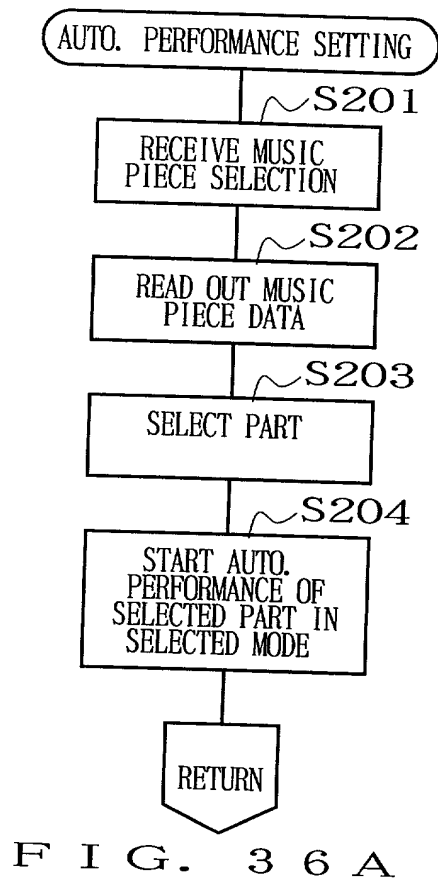 AUTO. PERFORMANCE SETTING
S201
RECEIVE MUSIC
PIECE SELECTION
S202
READ OUT MUSIC
PIECE DATA
S203
SELECT PART
S204
START AUTO.
PERFORMANCE OF
SELECTED PART IN
SELECTED MODE
RETURN
FIG. 36A